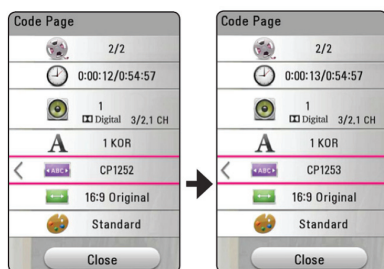 Code Page
2/2
0:00:12/0:54:57
1
Digital 3/2,1 CH
A 1 KOR
ABC CP1252
16:9 Original
Standard
Close
Code Page
2/2
0:00:13/0:54:57
1
Digital 3/2,1 CH
A 1 KOR
ABC CP1253
16:9 Original
Standard
Close